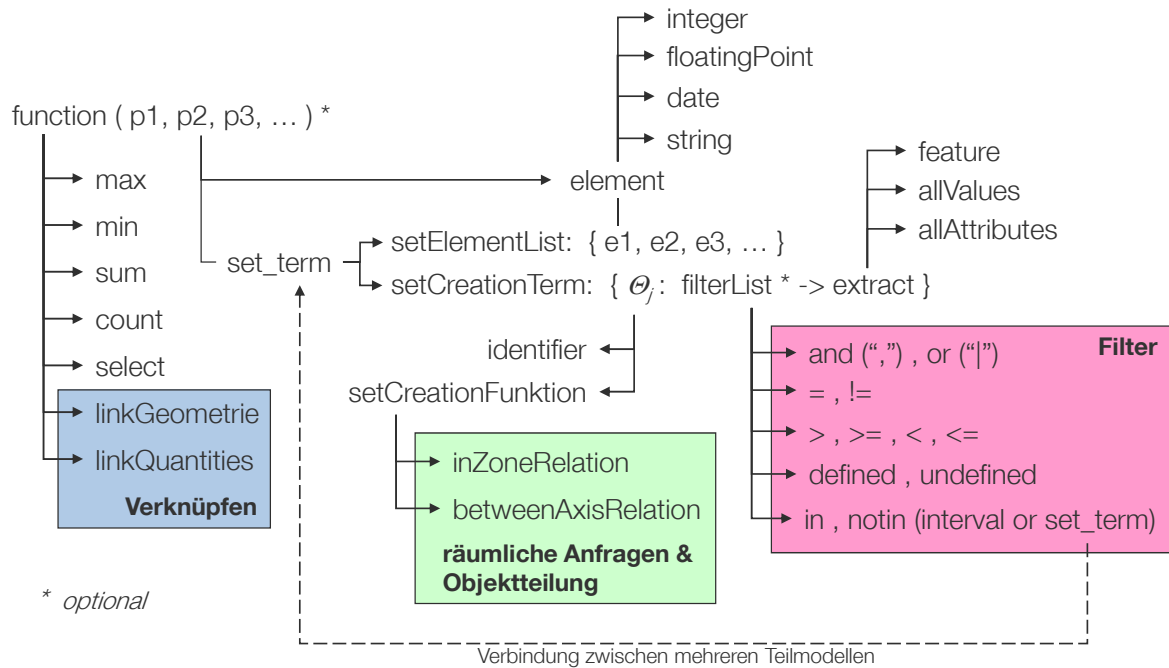 integer
floatingPoint
date
string
function ( p1, p2, p3, … ) *
max
min
sum
count
select
linkGeometrie
linkQuantities
Verknüpfen
element
feature
allValues
allAttributes
set_term
setElementList: { e1, e2, e3, … }
setCreationTerm: { Θj : filterList * -> extract }
identifier
setCreationFunktion
inZoneRelation
betweenAxisRelation
räumliche Anfragen &
Objektteilung
Filter
and (“,”) , or (“|”)
= , !=
> , >= , < , <=
defined , undefined
in , notin (interval or set_term)
* optional
Verbindung zwischen mehreren Teilmodellen